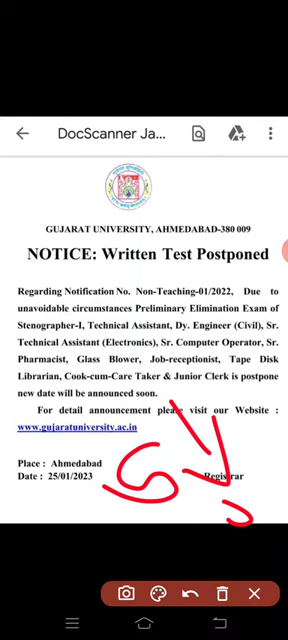 DocScanner Ja...
GUJARAT UNIVERSITY, AHMEDABAD-380 009
NOTICE: Written Test Postponed
Regarding Notification No. Non-Teaching-01/2022, Due to
unavoidable circumstances Preliminary Elimination Exam of
Stenographer-I, Technical Assistant, Dy. Engineer (Civil), Sr.
Technical Assistant (Electronics), Sr. Computer Operator, Sr.
Pharmacist, Glass Blower, Job-receptionist, Tape Disk
Librarian, Cook-cum-Care Taker & Junior Clerk is postpone
new date will be announced soon.
For detail announcement please visit our Website :
www.gujaratuniversity.ac.in
Place : Ahmedabad
Date : 25/01/2023 Registrar